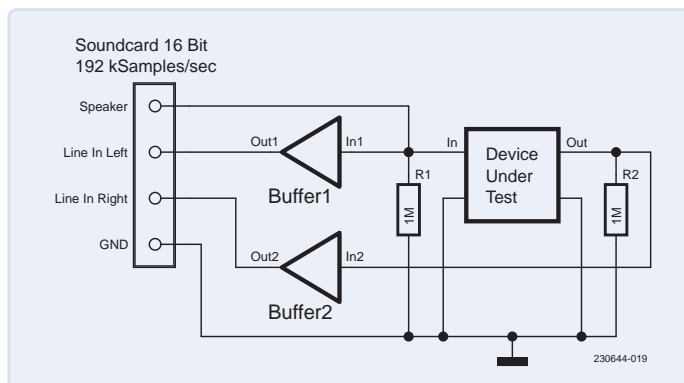 Soundcard 16 Bit
192 kSamples/sec
Speaker
Line In Left
Line In Right
GND
Out1
In1
Buffer1
Out2
In2
Buffer2
R1
1M
In
Device
Under
Test
Out
R2
1M
230644-019